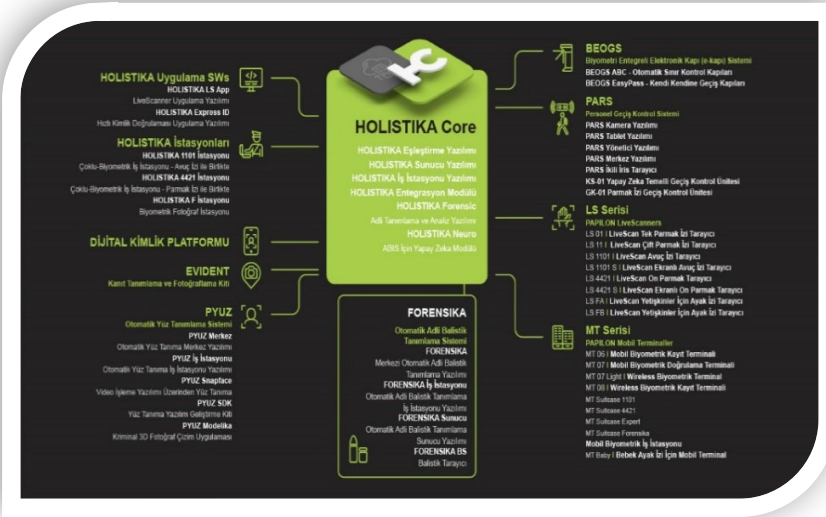 HOLISTIKA Uygulama SWs
HOLISTIKA LS App
LiveScanner Uygulama Yazılımı
HOLISTIKA Express ID
Hızlı Kimlik Doğrulaması Uygulama Yazılımı
HOLISTIKA İstasyonları
HOLISTIKA 1101 İstasyonu
Çoklu-Biyometrik İş İstasyonu - Avuç İzi ile Birlikte
HOLISTIKA 4421 İstasyonu
Çoklu-Biyometrik İş İstasyonu - Parmak İzi ile Birlikte
HOLISTIKA F İstasyonu
Biyometrik Fotoğraf İstasyonu
DİJİTAL KİMLİK PLATFORMU
EVIDENT
Kanıt Tanımlama ve Fotoğraflama Kiti
PYUZ
Otomatik Yüz Tanımlama Sistemi
PYUZ Merkez
Otomatik Yüz Tanıma Merkez Yazılımı
PYUZ İş İstasyonu
Otomatik Yüz Tanıma İş İstasyonu Yazılımı
PYUZ Snapface
Video İşleme Yazılımı Üzerinden Yüz Tanıma
PYUZ SDK
Yüz Tanıma Yazılım Geliştirme Kiti
PYUZ Modelika
Kriminal 3D Fotoğraf Çizim Uygulaması
HOLISTIKA Core
HOLISTIKA Eşleştirme Yazılımı
HOLISTIKA Sunucu Yazılımı
HOLISTIKA İş İstasyonu Yazılımı
HOLISTIKA Entegrasyon Modülü
HOLISTIKA Forensic
Adli Tanımlama ve Analiz Yazılımı
HOLISTIKA Neuro
ABIS İçin Yapay Zeka Modülü
FORENSIKA
Otomatik Adli Balistik
Tanımlama Sistemi
FORENSIKA
Merkezi Otomatik Adli Balistik
Tanımlama Yazılımı
FORENSIKA İş İstasyonu
Otomatik Adli Balistik Tanımlama
İş İstasyonu Yazılımı
FORENSIKA Sunucu
Otomatik Adli Balistik Tanımlama
Sunucu Yazılımı
FORENSIKA BS
Balistik Tarayıcı
BEOGS
Biyometri Entegreli Elektronik Kapı (e-kapı) Sistemi
BEOGS ABC - Otomatik Sınır Kontrol Kapıları
BEOGS EasyPass - Kendi Kendine Geçiş Kapıları
PARS
Personel Geçiş Kontrol Sistemi
PARS Kamera Yazılımı
PARS Tablet Yazılımı
PARS Yönetici Yazılımı
PARS Merkez Yazılımı
PARS İkili İris Tarayıcı
KS-01 Yapay Zeka Temelli Geçiş Kontrol Ünitesi
GK-01 Parmak İzi Geçiş Kontrol Ünitesi
LS Serisi
PAPILON LiveScanners
LS 01 I LiveScan Tek Parmak İzi Tarayıcı
LS 11 I LiveScan Çift Parmak İzi Tarayıcı
LS 1101 I LiveScan Avuç İzi Tarayıcı
LS 1101 S I LiveScan Ekranlı Avuç İzi Tarayıcı
LS 4421 I LiveScan On Parmak Tarayıcı
LS 4421 S I LiveScan Ekranlı On Parmak Tarayıcı
LS FA I LiveScan Yetişkinler İçin Ayak İzi Tarayıcı
LS FB I LiveScan Yetişkinler İçin Ayak İzi Tarayıcı
MT Serisi
PAPILON Mobil Terminaller
MT 06 I Mobil Biyometrik Kayıt Terminali
MT 07 I Mobil Biyometrik Doğrulama Terminali
MT 07 Light I Wireless Biyometrik Terminal
MT 08 I Wireless Biyometrik Kayıt Terminali
MT Suitcase 1101
MT Suitcase 4421
MT Suitcase Expert
MT Suitcase Forensika
Mobil Biyometrik İş İstasyonu
MT Baby I Bebek Ayak İzi İçin Mobil Terminal